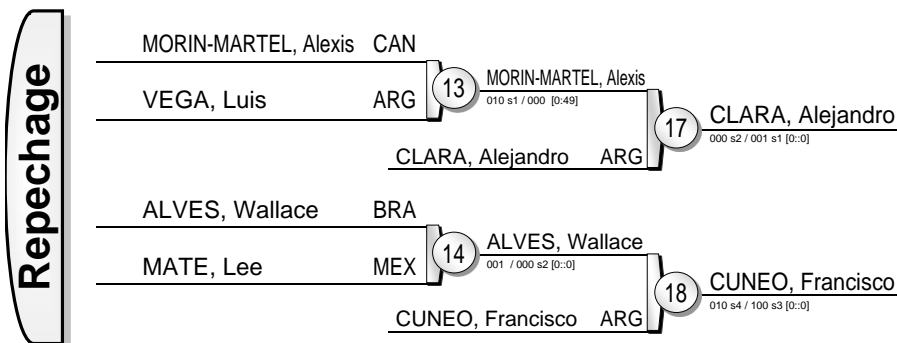 Repechage
MORIN-MARTEL, Alexis CAN
VEGA, Luis ARG
13
MORIN-MARTEL, Alexis
010 s1 / 000 [0:49]
CLARA, Alejandro ARG
17
CLARA, Alejandro
000 s2 / 001 s1 [0::0]
ALVES, Wallace BRA
MATE, Lee MEX
14
ALVES, Wallace
001 / 000 s2 [0::0]
CUNEO, Francisco ARG
18
CUNEO, Francisco
010 s4 / 100 s3 [0::0]